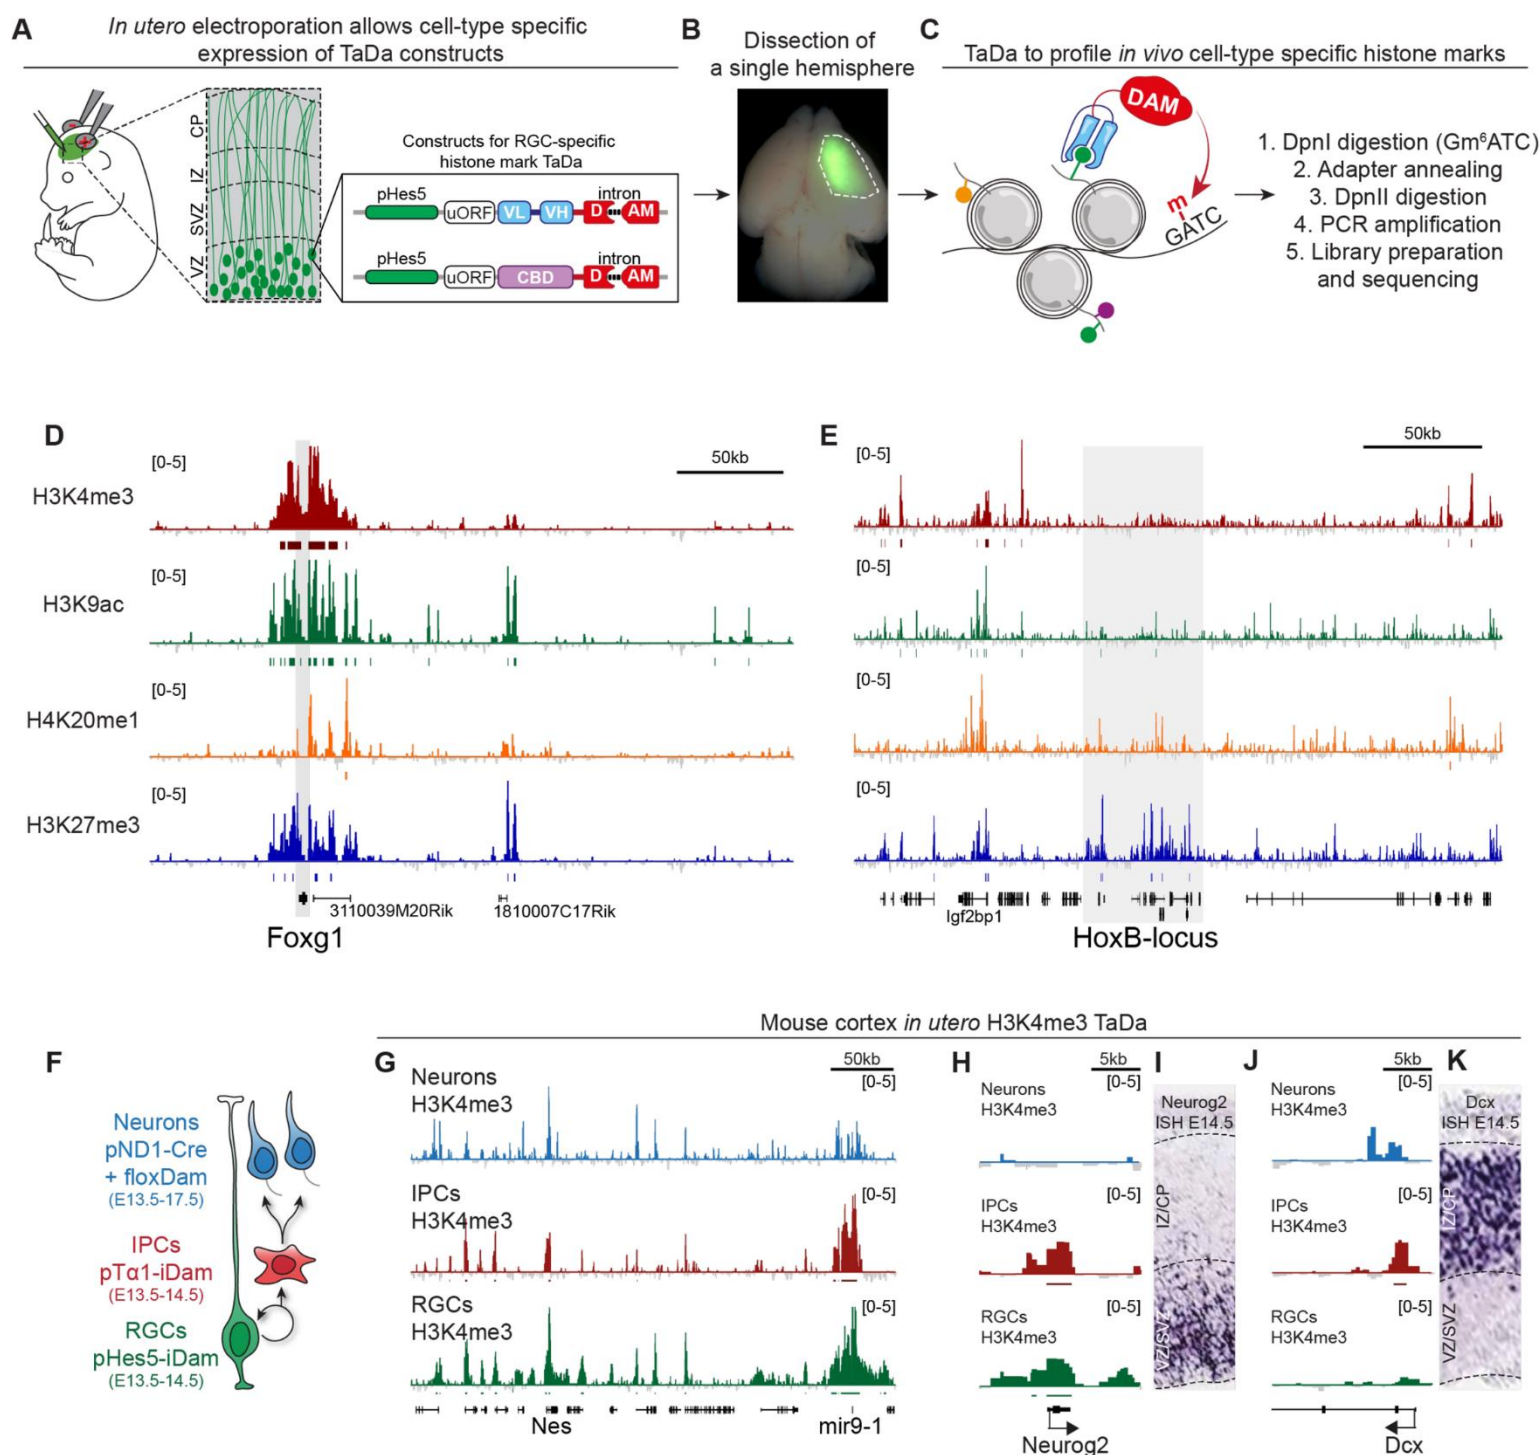 A
In utero electroporation allows cell-type specific
expression of TaDa constructs
CP
IZ
SVZ
VZ
Constructs for RGC-specific
histone mark TaDa
pHes5
uORF
VL
VH
intron
D
AM
pHes5
uORF
CBD
intron
D
AM
B
Dissection of
a single hemisphere
C
TaDa to profile in vivo cell-type specific histone marks
DAM
m
GATC
1. DpnI digestion (Gm⁶ATC)
2. Adapter annealing
3. DpnII digestion
4. PCR amplification
5. Library preparation
and sequencing
D
50kb
H3K4me3
[0-5]
H3K9ac
[0-5]
H4K20me1
[0-5]
H3K27me3
[0-5]
3110039M20Rik
1810007C17Rik
Foxg1
E
50kb
[0-5]
[0-5]
[0-5]
[0-5]
Igf2bp1
HoxB-locus
Mouse cortex in utero H3K4me3 TaDa
F
Neurons
pND1-Cre
+ floxDam
(E13.5-17.5)
IPCs
pTα1-iDam
(E13.5-14.5)
RGCs
pHes5-iDam
(E13.5-14.5)
G
50kb
Neurons
H3K4me3
[0-5]
IPCs
H3K4me3
[0-5]
RGCs
H3K4me3
[0-5]
Nes
mir9-1
H
5kb
Neurons
H3K4me3
[0-5]
IPCs
H3K4me3
[0-5]
RGCs
H3K4me3
[0-5]
Neurog2
I
Neurog2
ISH E14.5
IZ/CP
VZ/SVZ
J
5kb
Neurons
H3K4me3
[0-5]
IPCs
H3K4me3
[0-5]
RGCs
H3K4me3
[0-5]
Dcx
K
Dcx
ISH E14.5
IZ/CP
VZ/SVZ